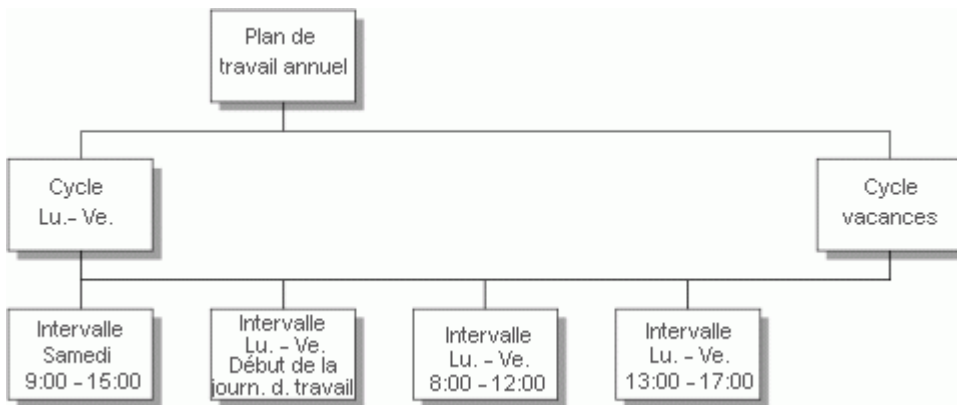 Plan de
travail annuel
Cycle
Lu.- Ve.
Cycle
vacances
Intervalle
Samedi
9:00 - 15:00
Intervalle
Lu. - Ve.
Début de la
journ. d. travail
Intervalle
Lu. - Ve.
8:00 - 12:00
Intervalle
Lu. - Ve.
13:00 - 17:00